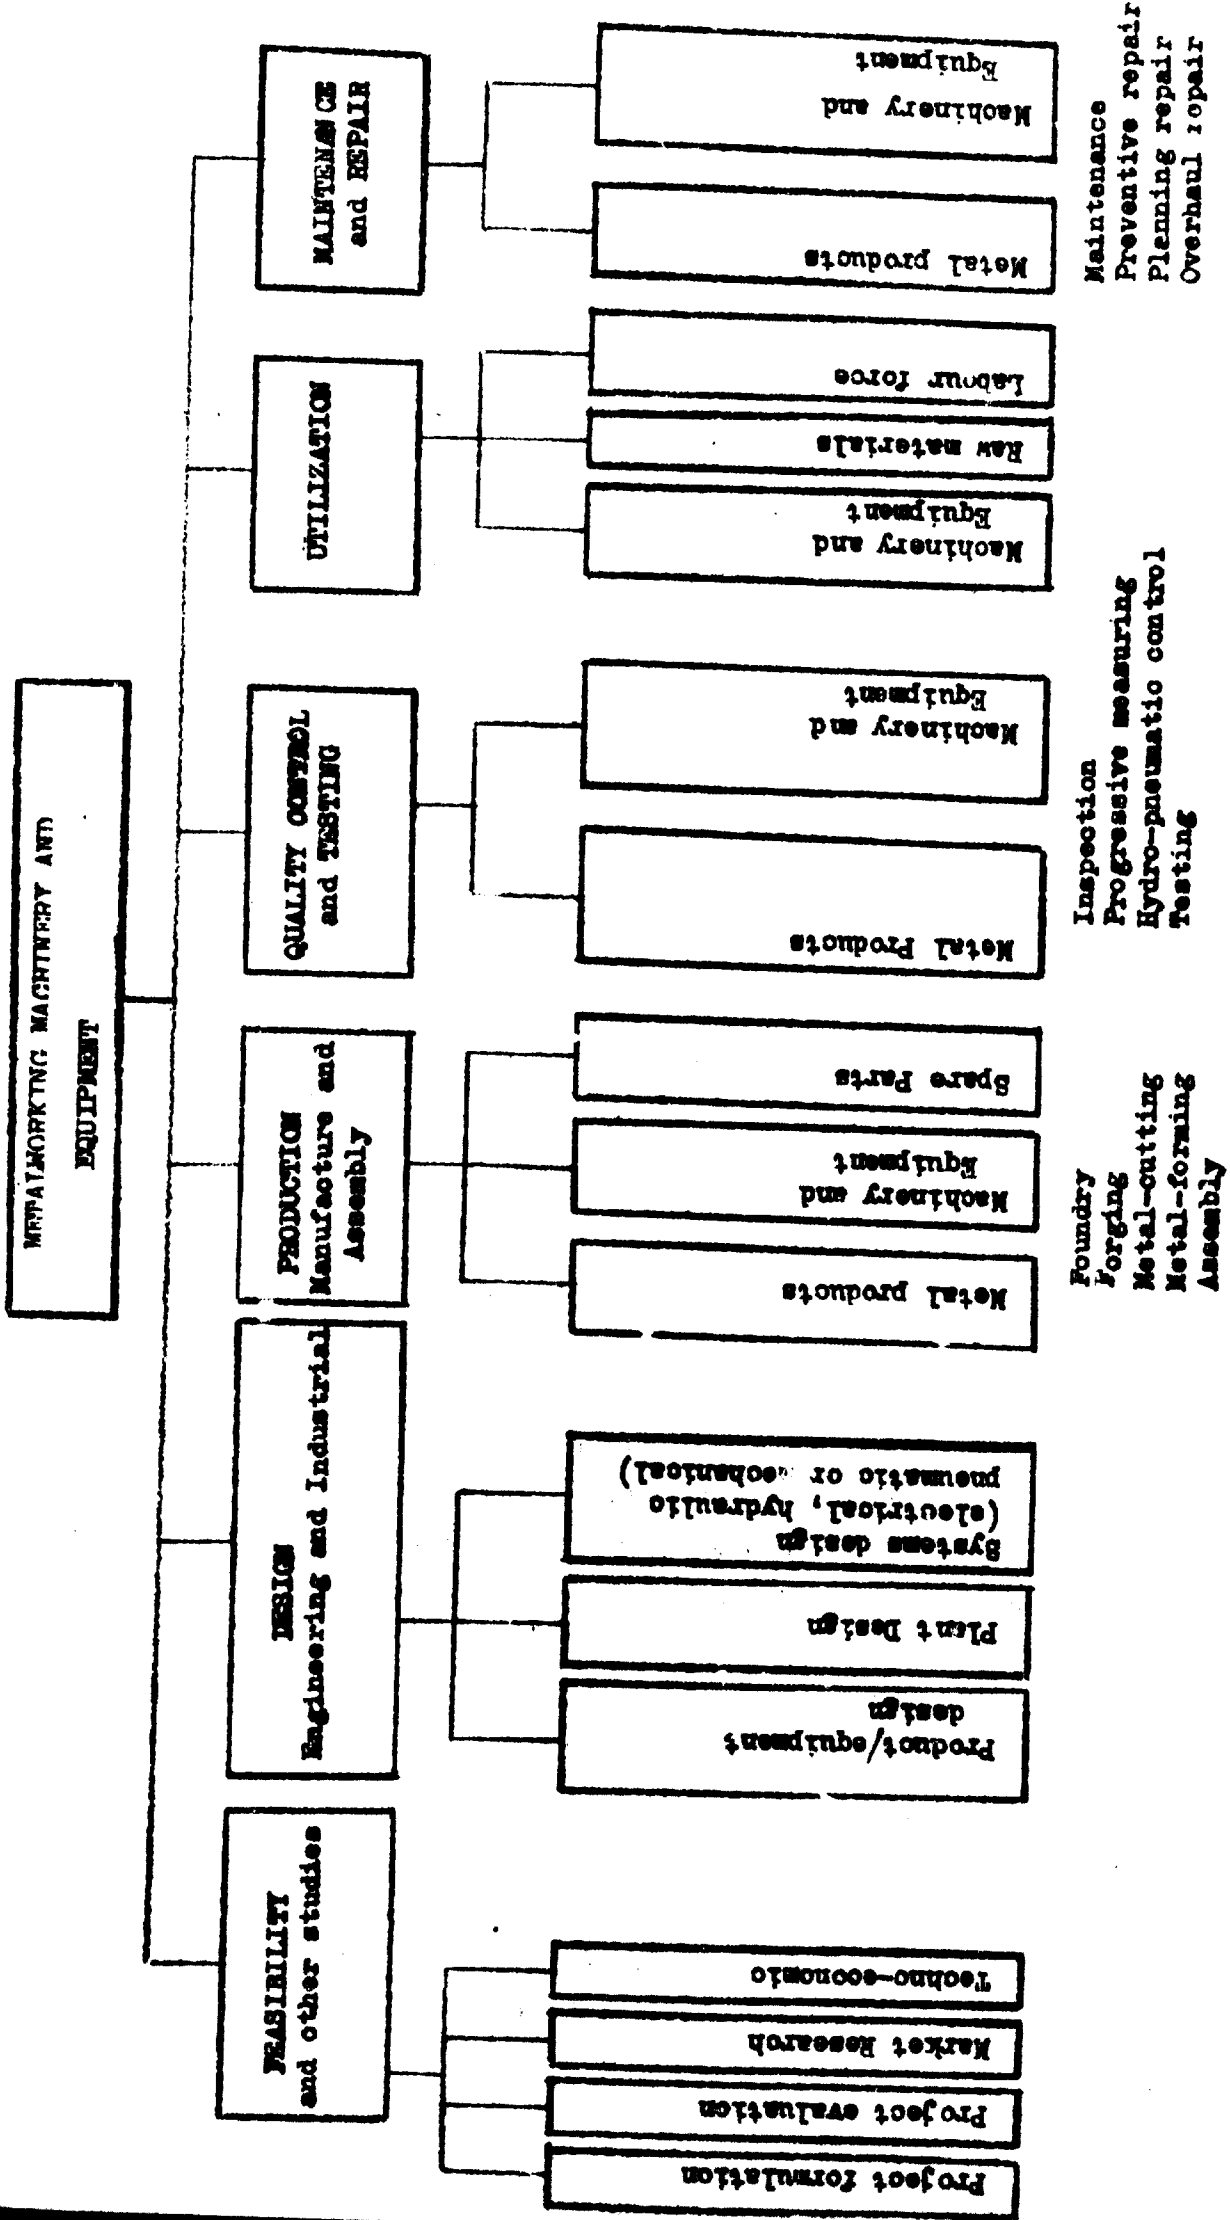 METALWORKING MACHINERY AND
EQUIPMENT
FEASIBILITY
and other studies
DESIGN
Engineering and Industrial
PRODUCTION
Manufacture and
Assembly
QUALITY CONTROL
and TESTING
UTILIZATION
MAINTENANCE
and REPAIR
Project formulation
Project evaluation
Market Research
Techno-economic
Product/equipment
design
Plant Design
Systems design
(electrical, hydraulic
pneumatic or mechanical)
Metal products
Machinery and
Equipment
Spare Parts
Metal Products
Machinery and
Equipment
Machinery and
Equipment
Raw materials
Labour force
Metal products
Machinery and
Equipment
Foundry
Forging
Metal-cutting
Metal-forming
Assembly
Inspection
Progressive measuring
Hydro-pneumatic control
Testing
Maintenance
Preventive repair
Planning repair
Overhaul repair